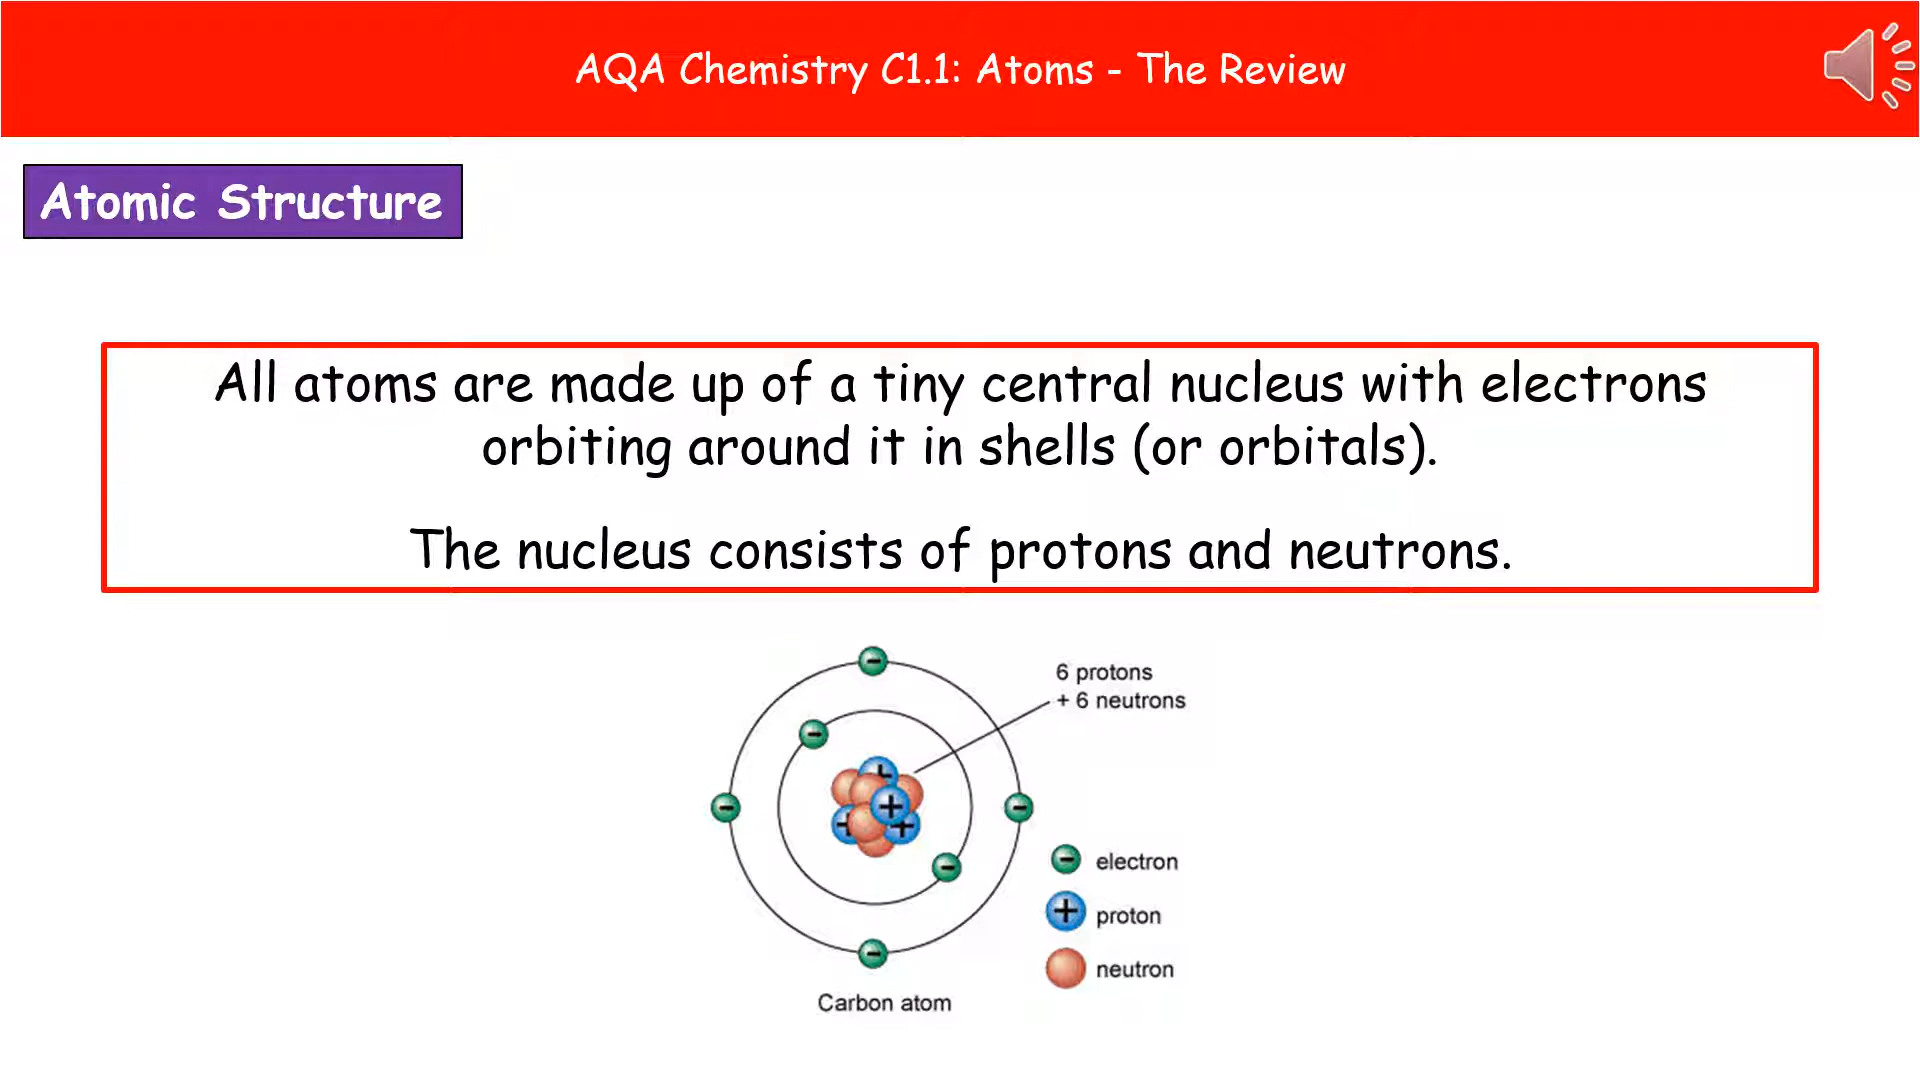 AQA Chemistry C1.1: Atoms - The Review
Atomic Structure
All atoms are made up of a tiny central nucleus with electrons
orbiting around it in shells (or orbitals).
The nucleus consists of protons and neutrons.
6 protons
+ 6 neutrons
electron
proton
neutron
Carbon atom